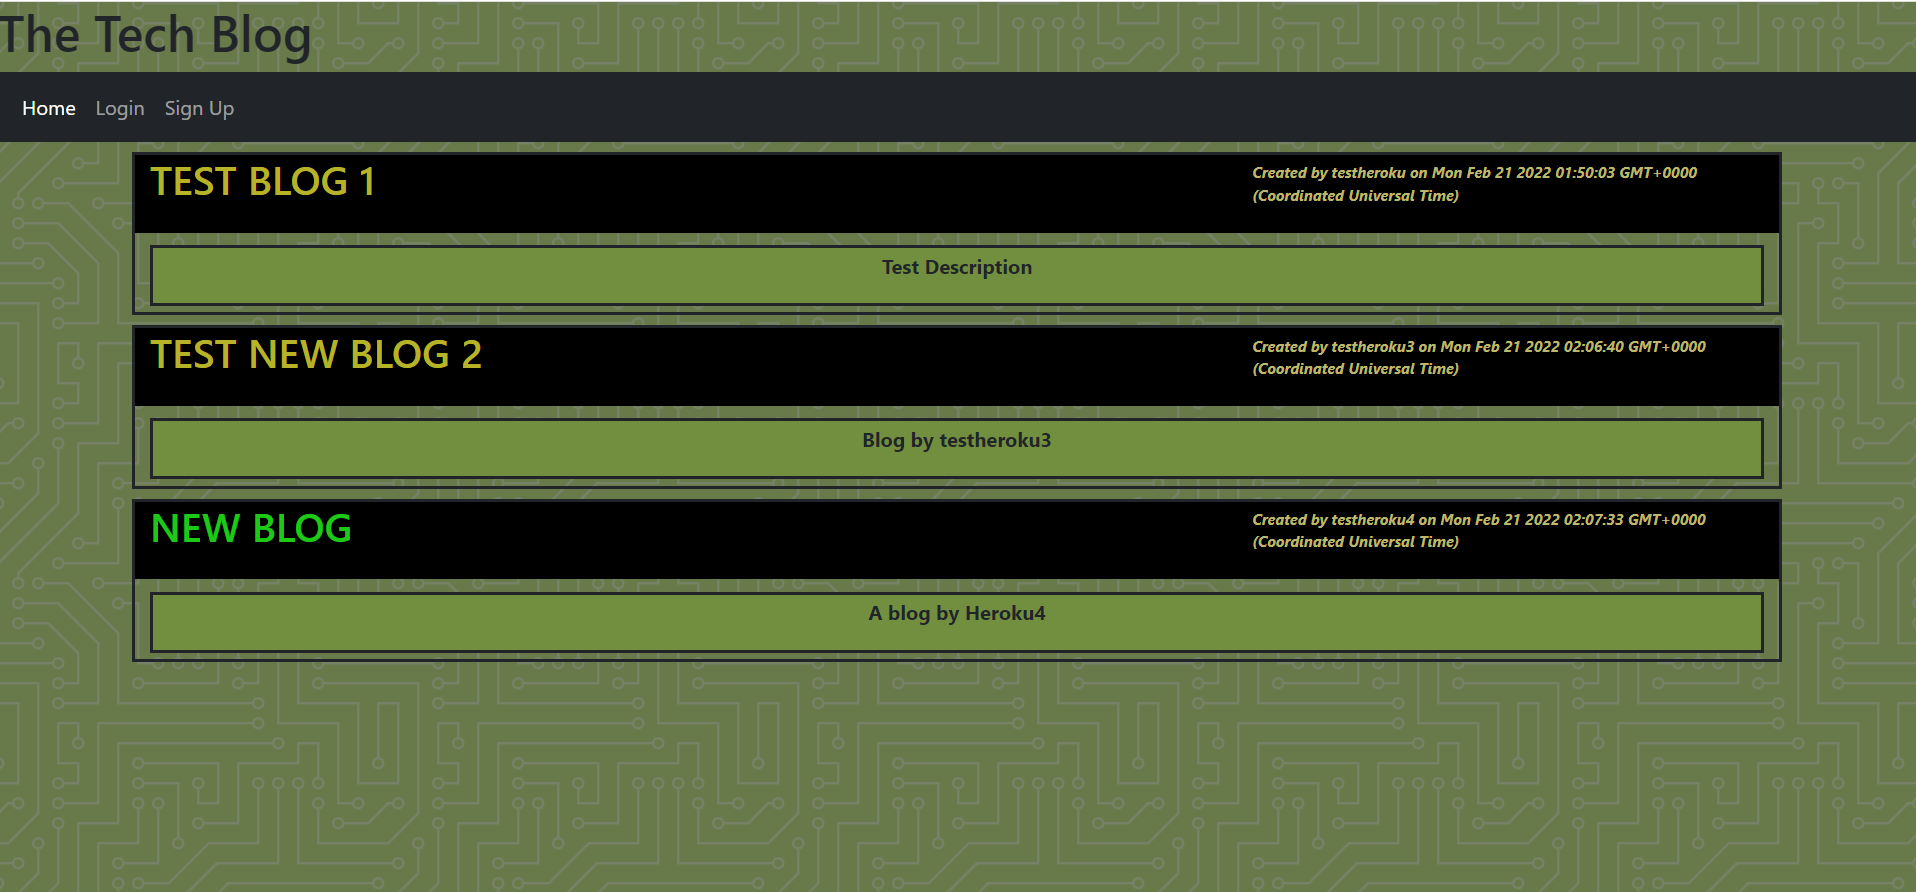 The Tech Blog
Home Login Sign Up
TEST BLOG 1
Created by testheroku on Mon Feb 21 2022 01:50:03 GMT+0000
(Coordinated Universal Time)
Test Description
TEST NEW BLOG 2
Created by testheroku3 on Mon Feb 21 2022 02:06:40 GMT+0000
(Coordinated Universal Time)
Blog by testheroku3
NEW BLOG
Created by testheroku4 on Mon Feb 21 2022 02:07:33 GMT+0000
(Coordinated Universal Time)
A blog by Heroku4